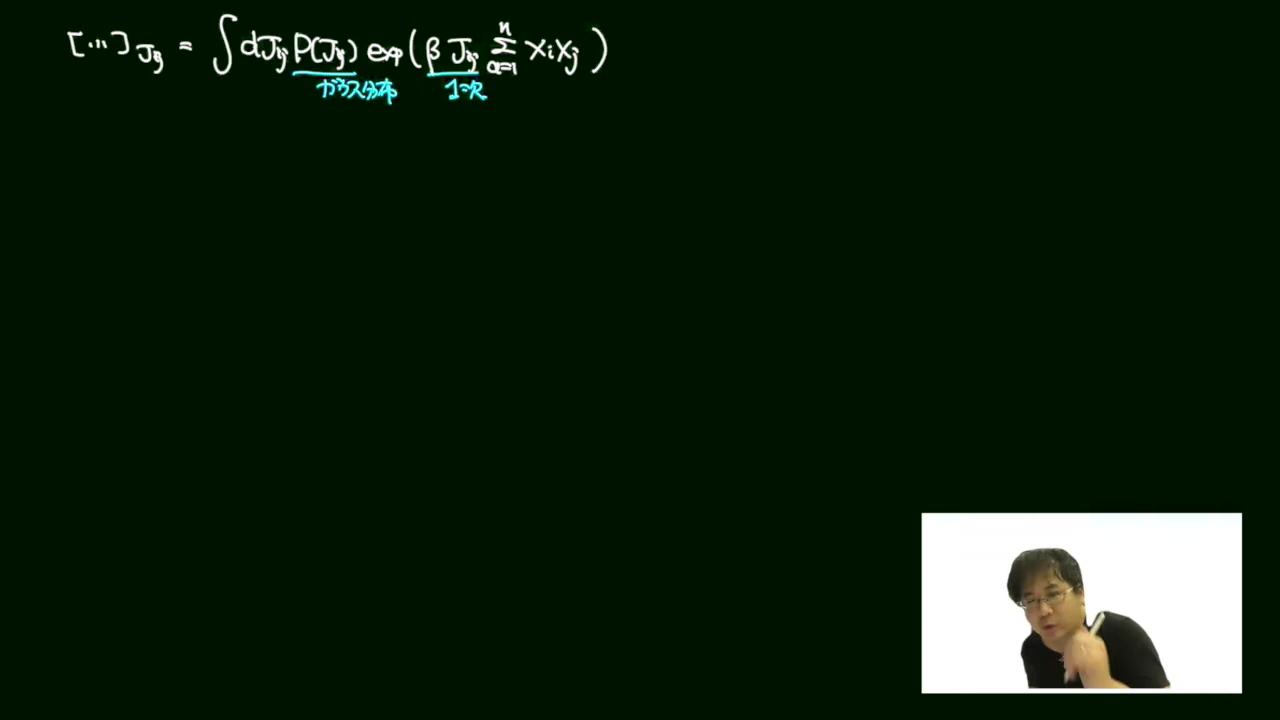 […]_{J_{ij}} = ∫ dJ_{ij} P(J_{ij}) exp ( β J_{ij} Σ_{a=1}^{n} x_i x_j )
ガウス分布 1次